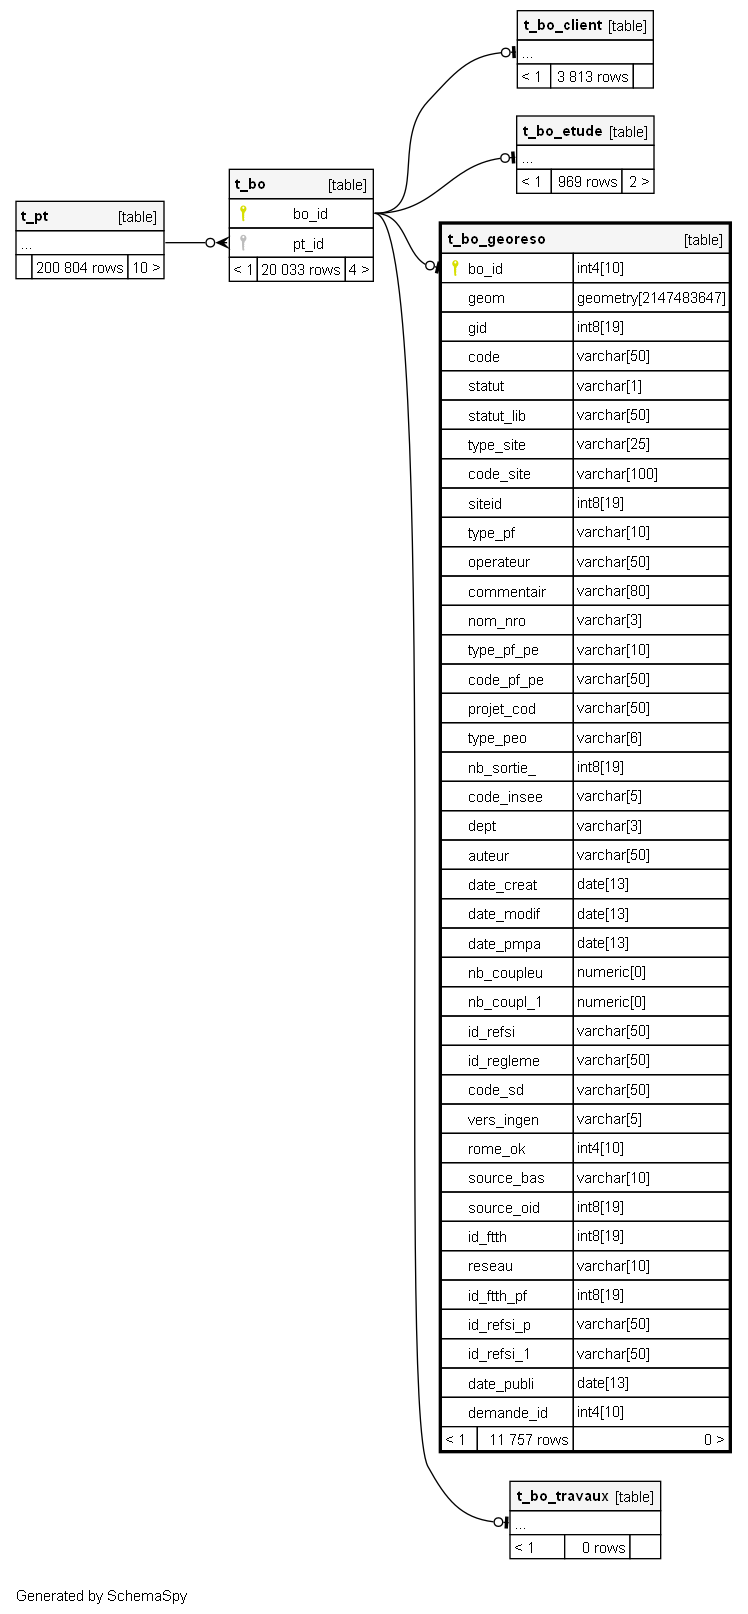 t_bo_client [table]
...
< 1 3 813 rows
t_bo_etude [table]
...
< 1 969 rows 2 >
t_bo [table]
bo_id
pt_id
< 1 20 033 rows 4 >
t_pt [table]
...
200 804 rows 10 >
t_bo_georeso [table]
bo_id int4[10]
geom geometry[2147483647]
gid int8[19]
code varchar[50]
statut varchar[1]
statut_lib varchar[50]
type_site varchar[25]
code_site varchar[100]
siteid int8[19]
type_pf varchar[10]
operateur varchar[50]
commentair varchar[80]
nom_nro varchar[3]
type_pf_pe varchar[10]
code_pf_pe varchar[50]
projet_cod varchar[50]
type_peo varchar[6]
nb_sortie_ int8[19]
code_insee varchar[5]
dept varchar[3]
auteur varchar[50]
date_creat date[13]
date_modif date[13]
date_pmpa date[13]
nb_coupleu numeric[0]
nb_coupl_1 numeric[0]
id_refsi varchar[50]
id_regleme varchar[50]
code_sd varchar[50]
vers_ingen varchar[5]
rome_ok int4[10]
source_bas varchar[10]
source_oid int8[19]
id_ftth int8[19]
reseau varchar[10]
id_ftth_pf int8[19]
id_refsi_p varchar[50]
id_refsi_1 varchar[50]
date_publi date[13]
demande_id int4[10]
< 1 11 757 rows 0 >
t_bo_travaux [table]
...
< 1 0 rows
Generated by SchemaSpy